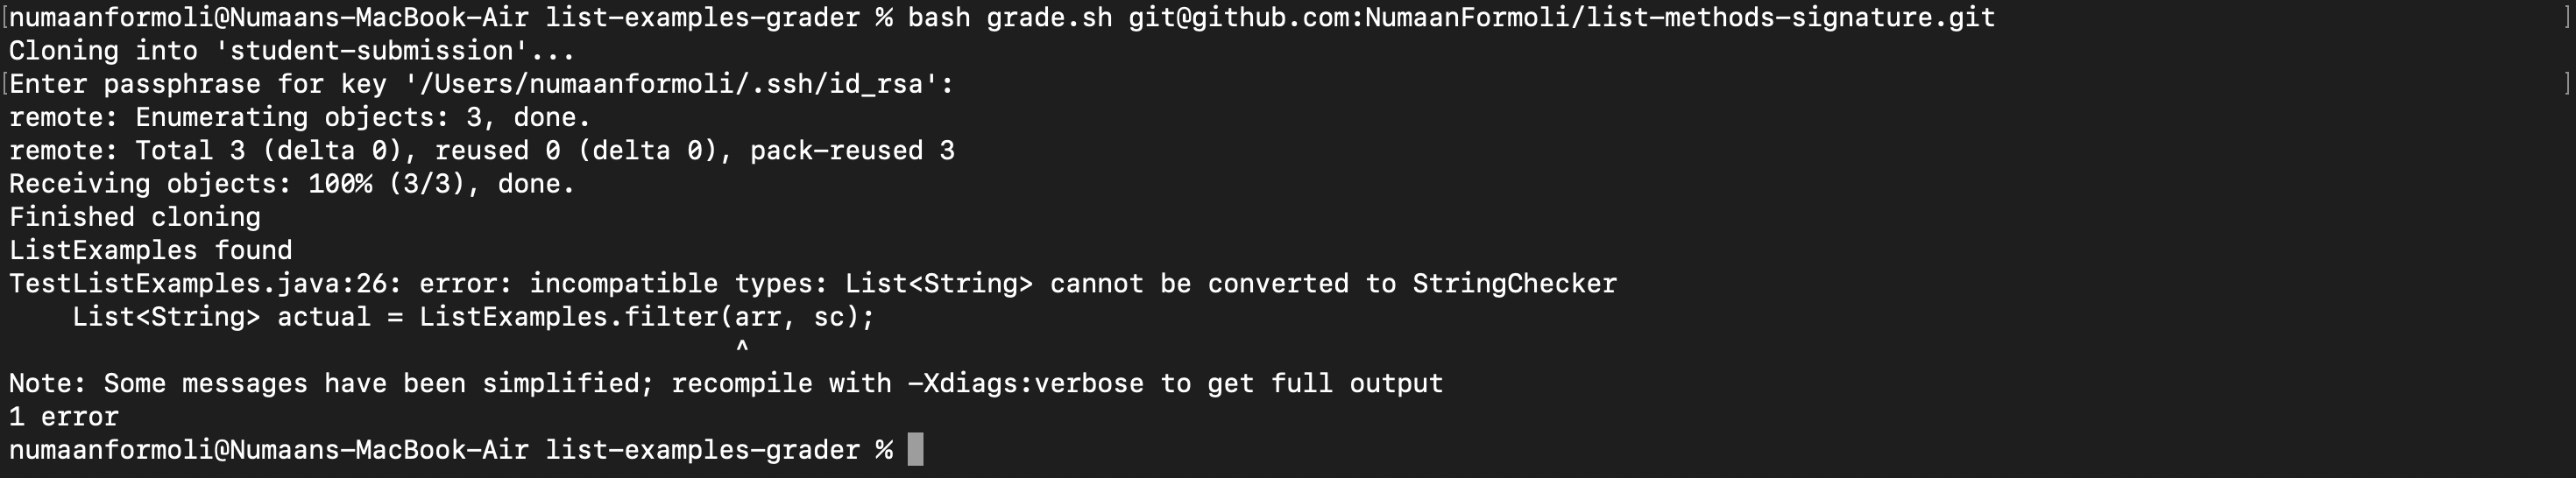 [numaanformoli@Numaans-MacBook-Air list-examples-grader % bash grade.sh git@github.com:NumaanFormoli/list-methods-signature.git ]
Cloning into 'student-submission'...
[Enter passphrase for key '/Users/numaanformoli/.ssh/id_rsa': ]
remote: Enumerating objects: 3, done.
remote: Total 3 (delta 0), reused 0 (delta 0), pack-reused 3
Receiving objects: 100% (3/3), done.
Finished cloning
ListExamples found
TestListExamples.java:26: error: incompatible types: List<String> cannot be converted to StringChecker
    List<String> actual = ListExamples.filter(arr, sc);
                                              ^
Note: Some messages have been simplified; recompile with -Xdiags:verbose to get full output
1 error
numaanformoli@Numaans-MacBook-Air list-examples-grader %